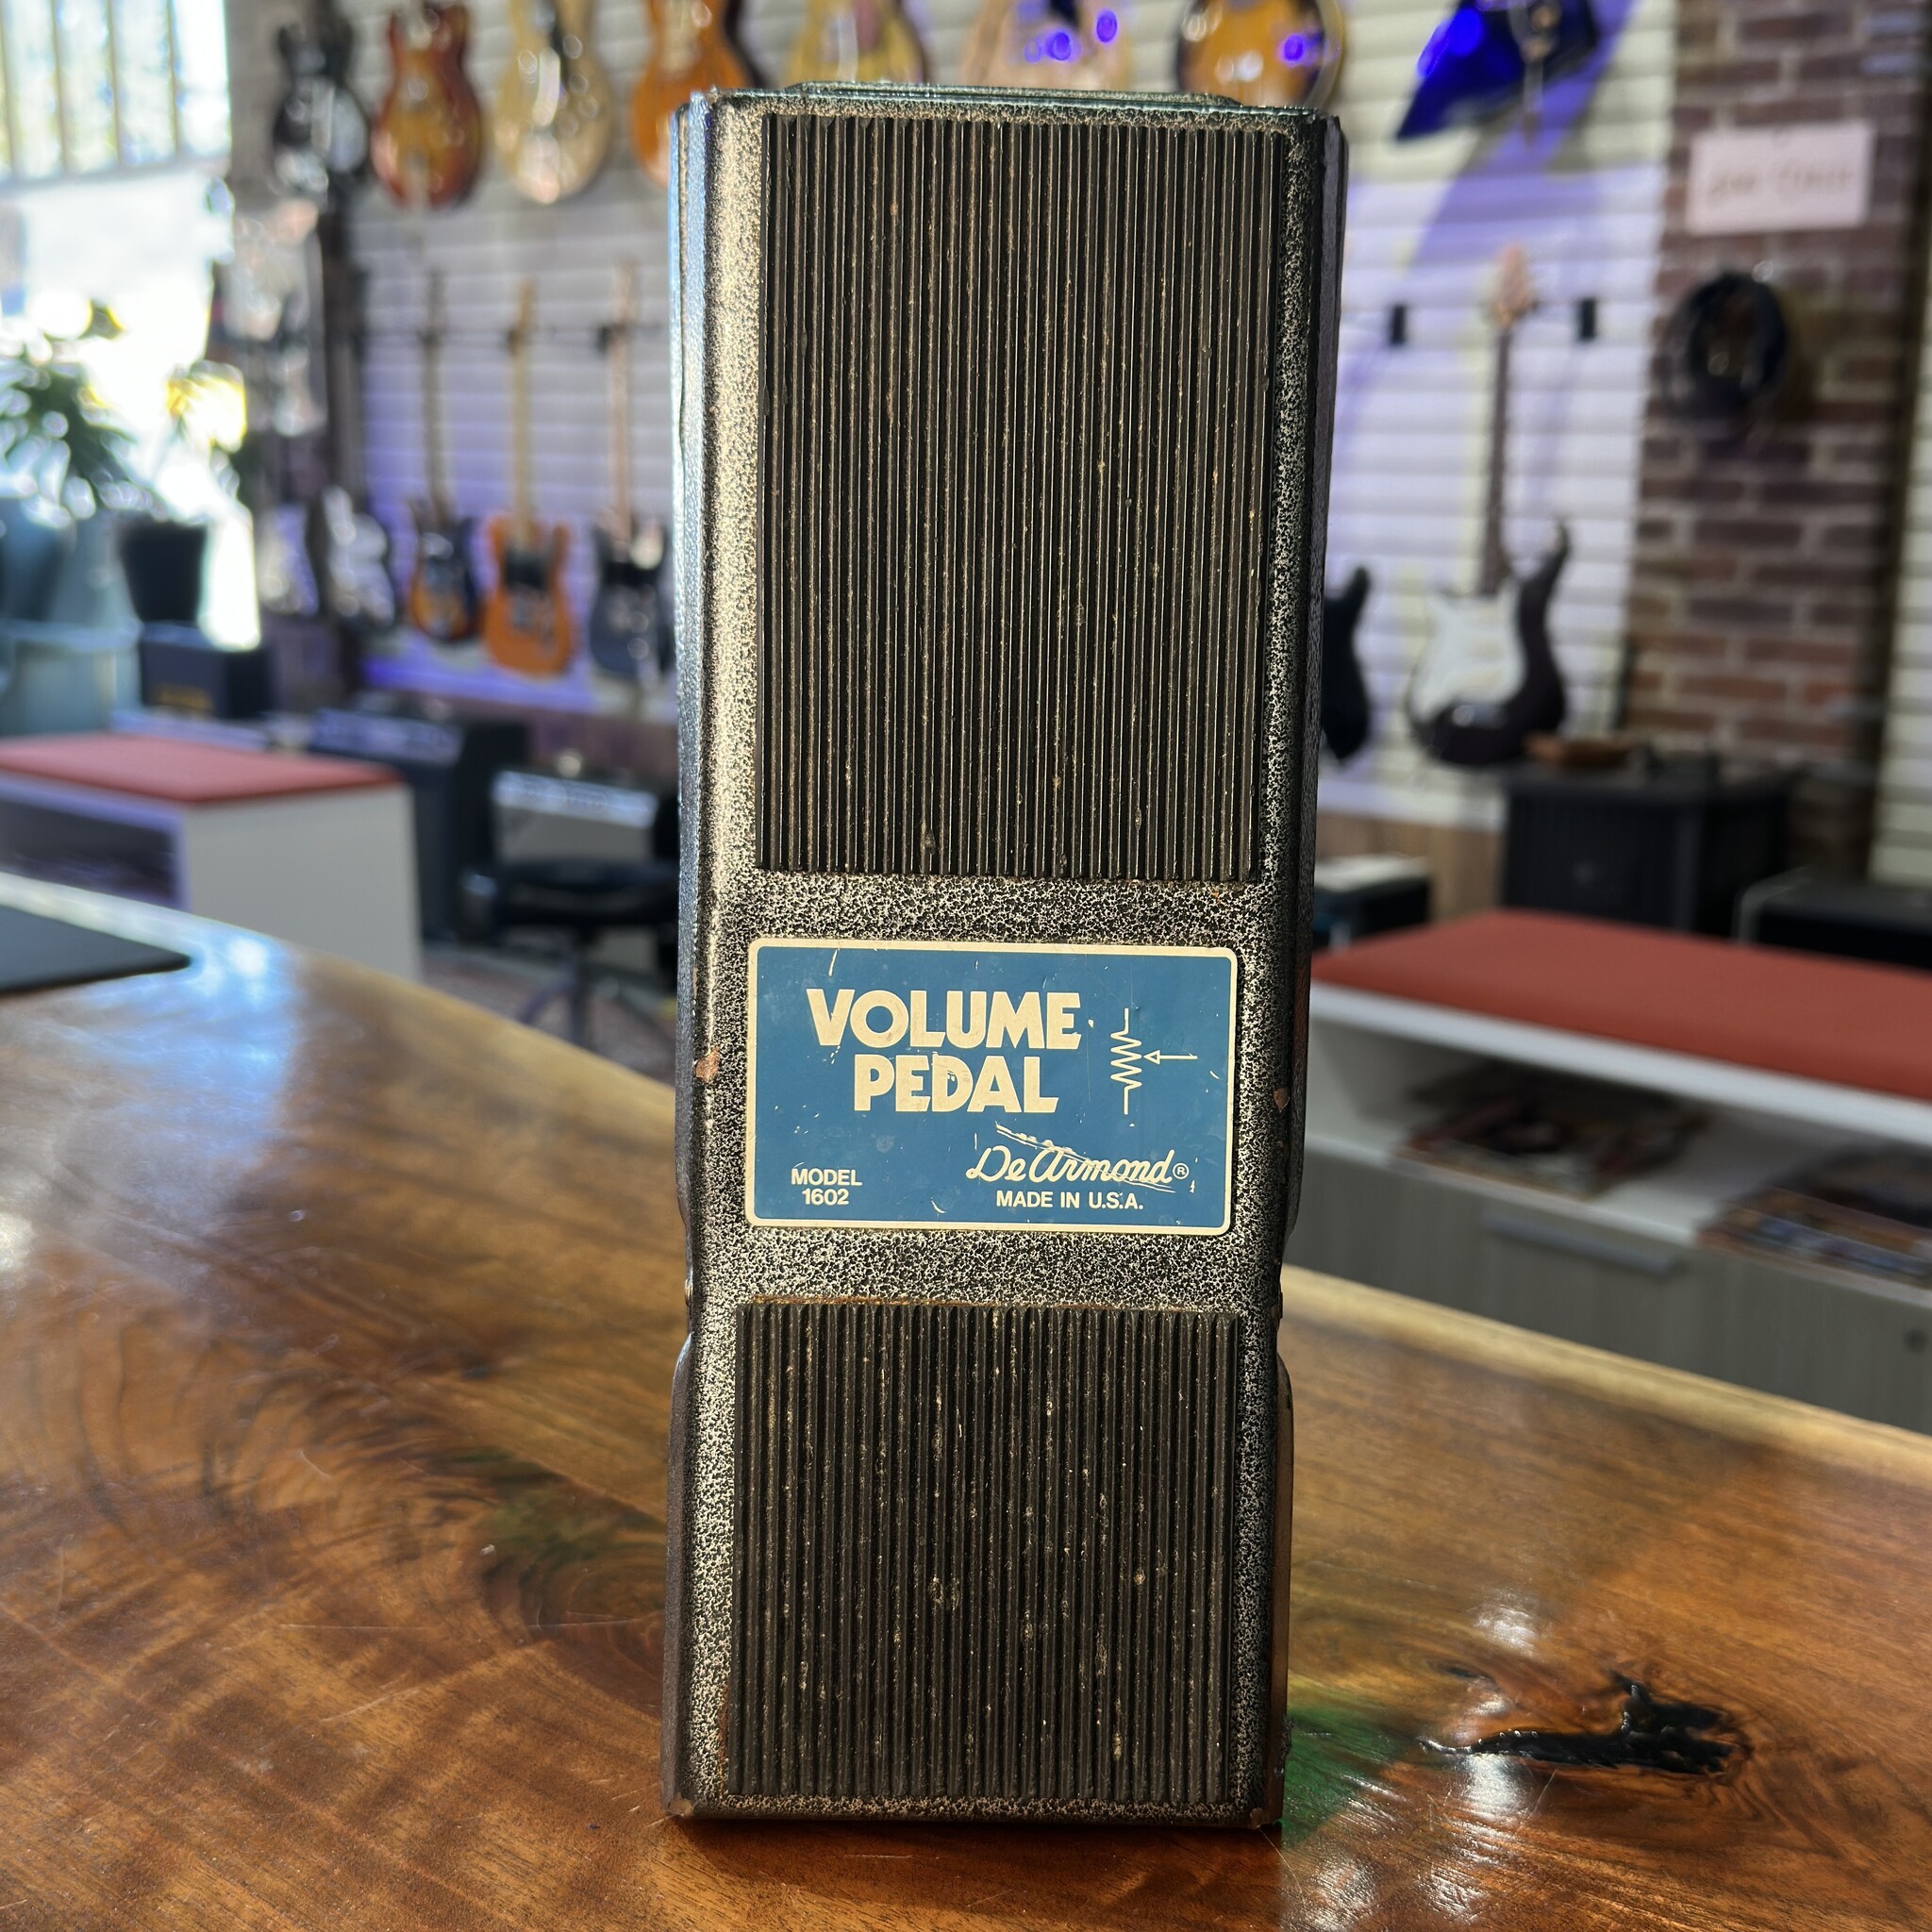 VOLUME
PEDAL
MODEL
1602
DeArmond®
MADE IN U.S.A.